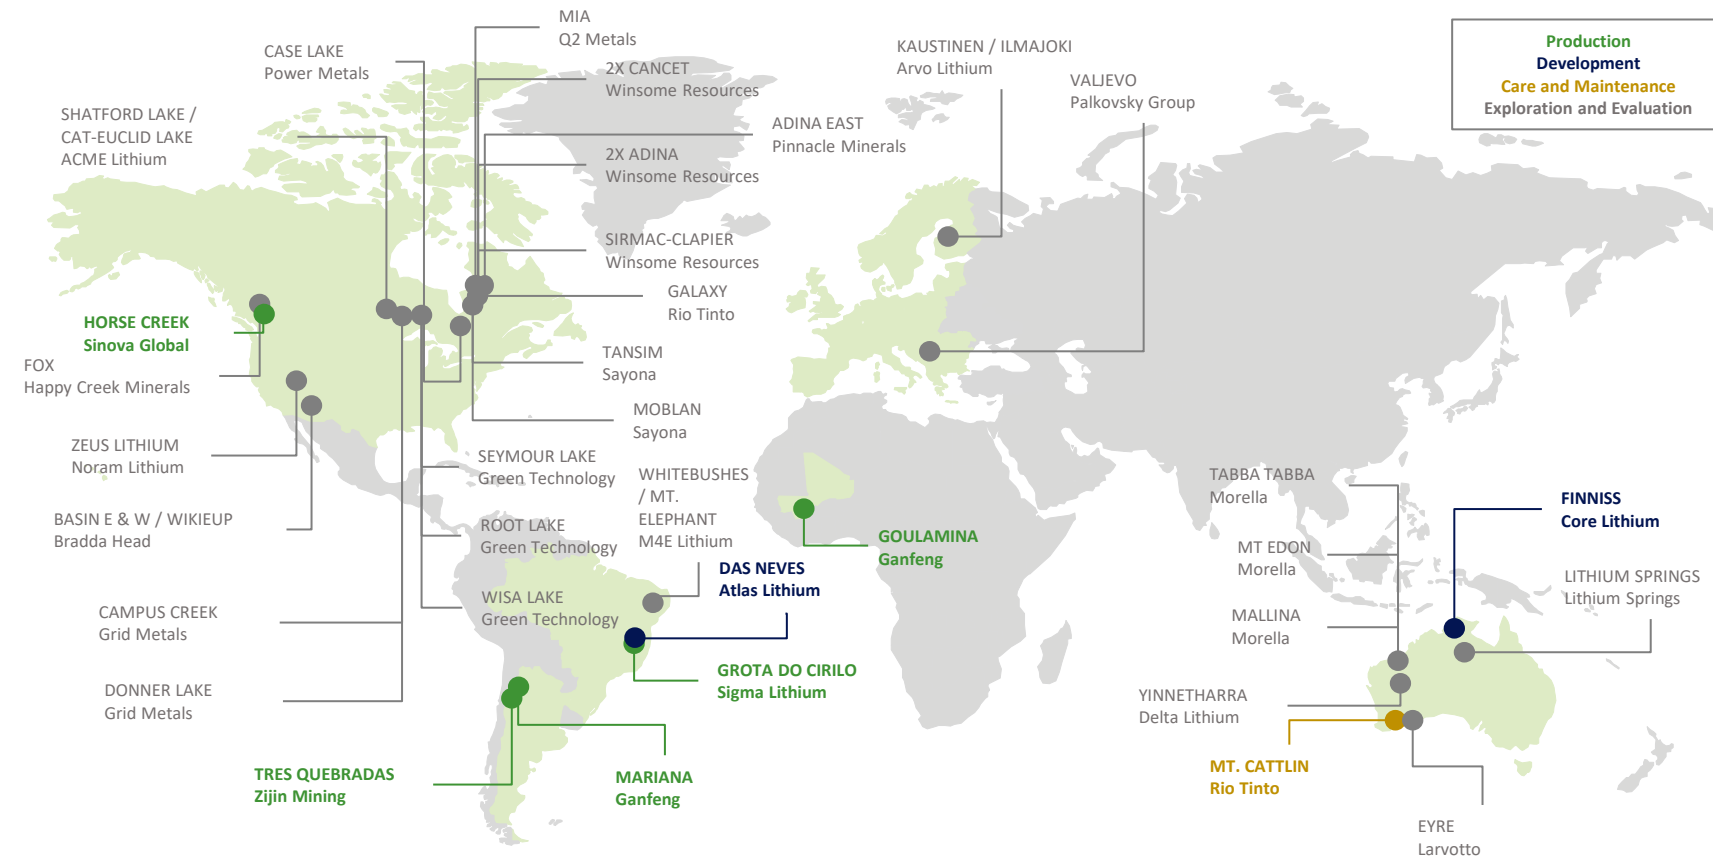 MIA
Q2 Metals
CASE LAKE
Power Metals
2X CANCET
Winsome Resources
KAUSTINEN / ILMAJOKI
Arvo Lithium
VALJEVO
Palkovsky Group
Production
Development
Care and Maintenance
Exploration and Evaluation
SHATFORD LAKE /
CAT-EUCLID LAKE
ACME Lithium
ADINA EAST
Pinnacle Minerals
2X ADINA
Winsome Resources
SIRMAC-CLAPIER
Winsome Resources
GALAXY
Rio Tinto
HORSE CREEK
Sinova Global
FOX
Happy Creek Minerals
TANSIM
Sayona
MOBLAN
Sayona
ZEUS LITHIUM
Noram Lithium
SEYMOUR LAKE
Green Technology
WHITEBUSHES
/ MT.
ELEPHANT
M4E Lithium
TABBA TABBA
Morella
FINNISS
Core Lithium
BASIN E & W / WIKIEUP
Bradda Head
ROOT LAKE
Green Technology
GOULAMINA
Ganfeng
MT EDON
Morella
DAS NEVES
Atlas Lithium
LITHIUM SPRINGS
Lithium Springs
WISA LAKE
Green Technology
CAMPUS CREEK
Grid Metals
MALLINA
Morella
GROTA DO CIRILO
Sigma Lithium
DONNER LAKE
Grid Metals
YINNETHARRA
Delta Lithium
TRES QUEBRADAS
Zijin Mining
MARIANA
Ganfeng
MT. CATTLIN
Rio Tinto
EYRE
Larvotto